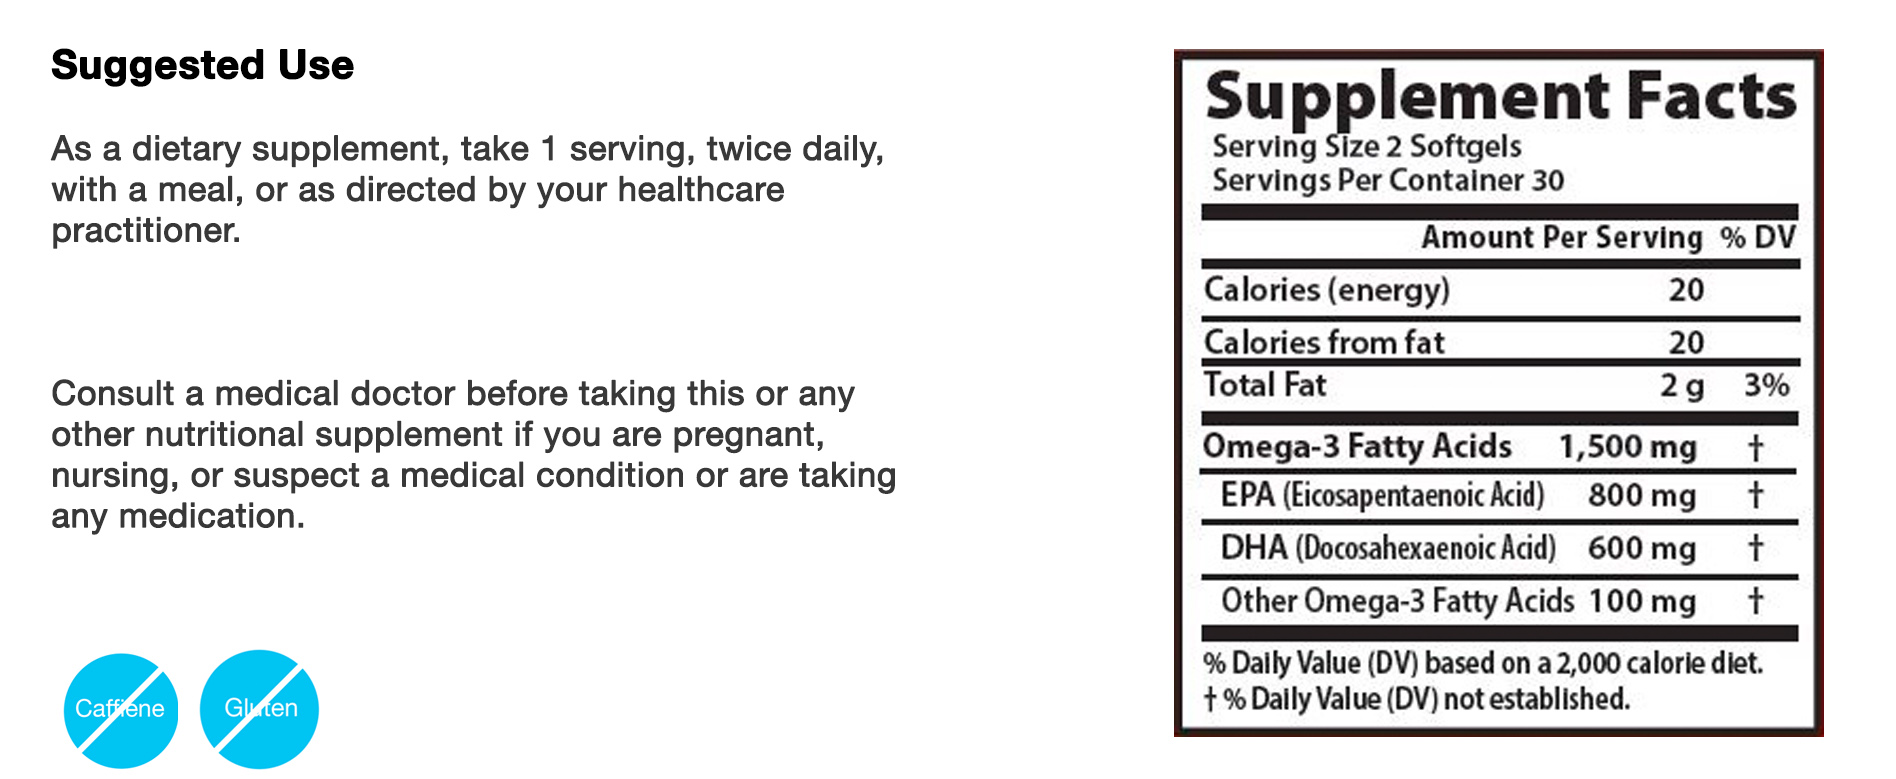 Suggested Use
As a dietary supplement, take 1 serving, twice daily,
with a meal, or as directed by your healthcare
practitioner.
Consult a medical doctor before taking this or any
other nutritional supplement if you are pregnant,
nursing, or suspect a medical condition or are taking
any medication.
Caffiene
Gluten
Supplement Facts
Serving Size 2 Softgels
Servings Per Container 30
Amount Per Serving % DV
Calories (energy) 20
Calories from fat 20
Total Fat 2 g 3%
Omega-3 Fatty Acids 1,500 mg †
EPA (Eicosapentaenoic Acid) 800 mg †
DHA (Docosahexaenoic Acid) 600 mg †
Other Omega-3 Fatty Acids 100 mg †
% Daily Value (DV) based on a 2,000 calorie diet.
† % Daily Value (DV) not established.